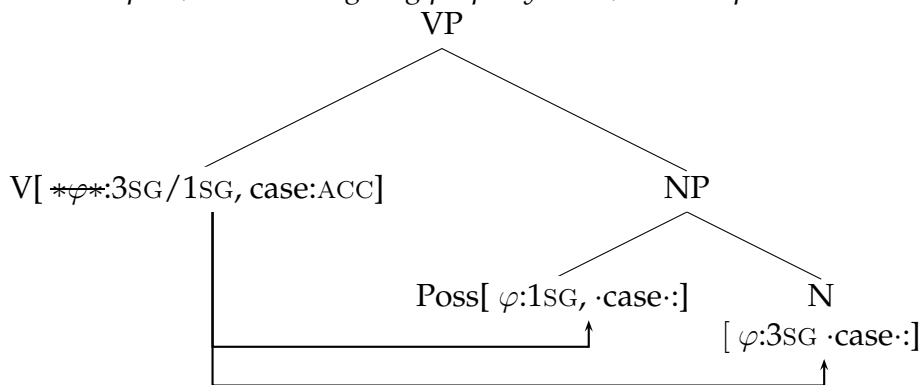 VP
V[ ∗φ∗:3SG/1SG, case:ACC] NP
Poss[ φ:1SG, ·case·:] N
[ φ:3SG ·case·:]